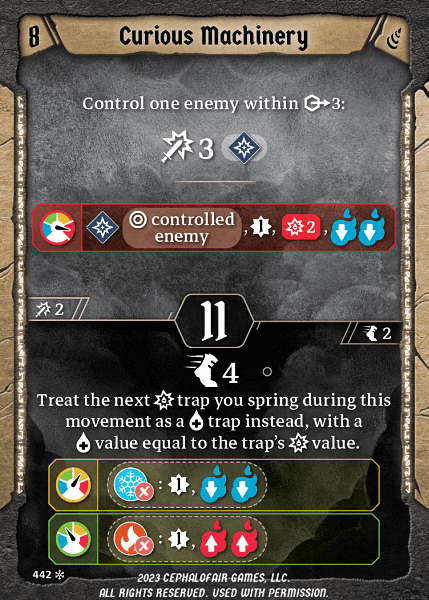 8 Curious Machinery
Control one enemy within 3:
3
controlled
enemy , 1 , 2 ,
2
11
2
4
Treat the next trap you spring during this
movement as a trap instead, with a
value equal to the trap's value.
: 1 ,
: 1 ,
442
2023 CEPHALOFAIR GAMES, LLC.
ALL RIGHTS RESERVED. USED WITH PERMISSION.